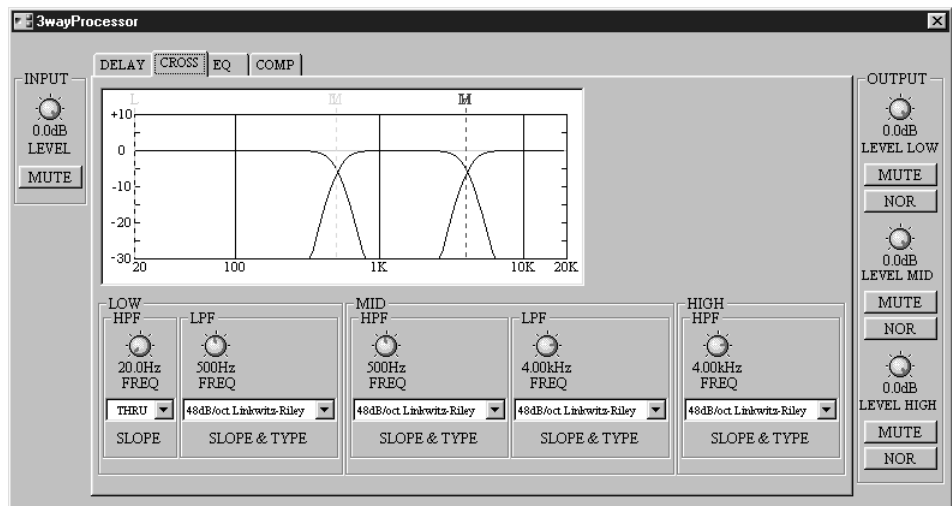 3wayProcessor
DELAY CROSS EQ COMP
INPUT
0.0dB
LEVEL
MUTE
L M M
+10
0
-10
-20
-30
20 100 1K 10K 20K
LOW
HPF
20.0Hz
FREQ
THRU
SLOPE
LPF
500Hz
FREQ
48dB/oct Linkwitz-Riley
SLOPE & TYPE
MID
HPF
500Hz
FREQ
48dB/oct Linkwitz-Riley
SLOPE & TYPE
LPF
4.00kHz
FREQ
48dB/oct Linkwitz-Riley
SLOPE & TYPE
HIGH
HPF
4.00kHz
FREQ
48dB/oct Linkwitz-Riley
SLOPE & TYPE
OUTPUT
0.0dB
LEVEL LOW
MUTE
NOR
0.0dB
LEVEL MID
MUTE
NOR
0.0dB
LEVEL HIGH
MUTE
NOR